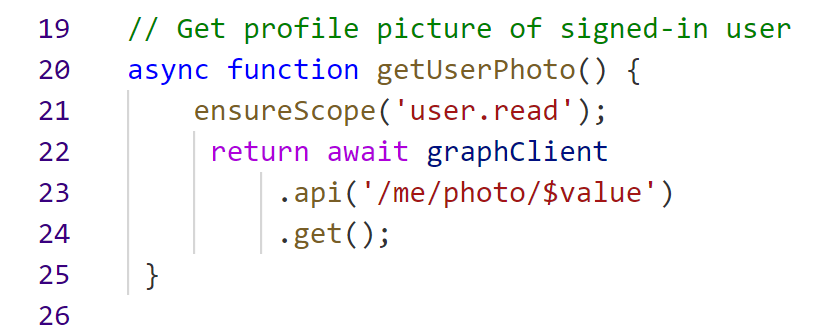 19 // Get profile picture of signed-in user
20 async function getUserPhoto() {
21     ensureScope('user.read');
22      return await graphClient
23          .api('/me/photo/$value')
24          .get();
25  }
26